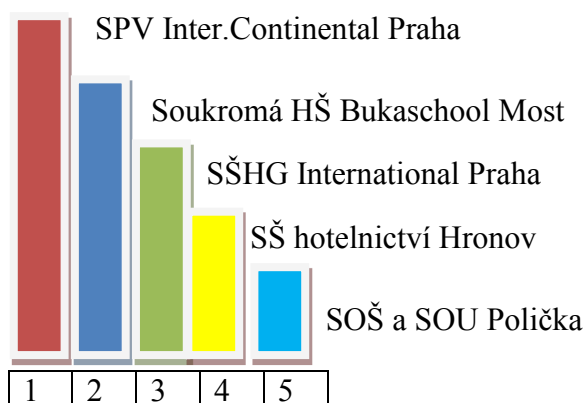 SPV Inter.Continental Praha
Soukromá HŠ Bukaschool Most
SŠHG International Praha
SŠ hotelnictví Hronov
SOŠ a SOU Polička
1 2 3 4 5